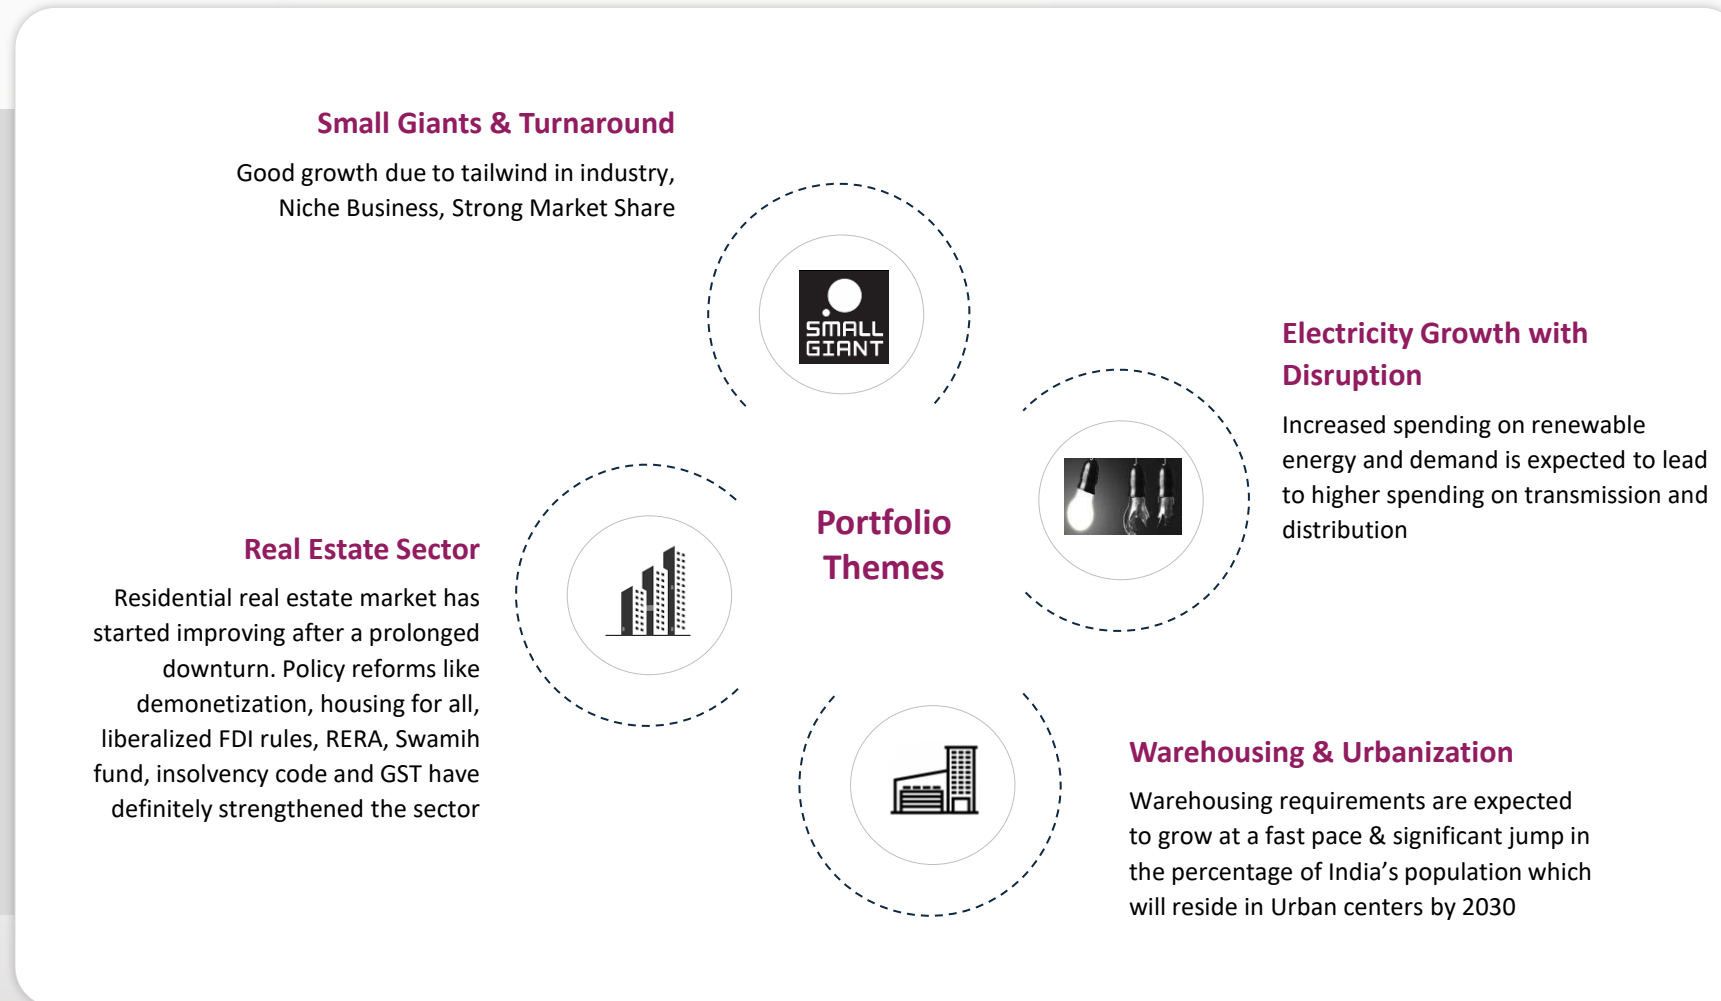 Small Giants & Turnaround
Good growth due to tailwind in industry,
Niche Business, Strong Market Share
SMALL
GIANT
Electricity Growth with
Disruption
Increased spending on renewable
energy and demand is expected to lead
to higher spending on transmission and
distribution
Portfolio
Themes
Real Estate Sector
Residential real estate market has
started improving after a prolonged
downturn. Policy reforms like
demonetization, housing for all,
liberalized FDI rules, RERA, Swamih
fund, insolvency code and GST have
definitely strengthened the sector
Warehousing & Urbanization
Warehousing requirements are expected
to grow at a fast pace & significant jump in
the percentage of India’s population which
will reside in Urban centers by 2030